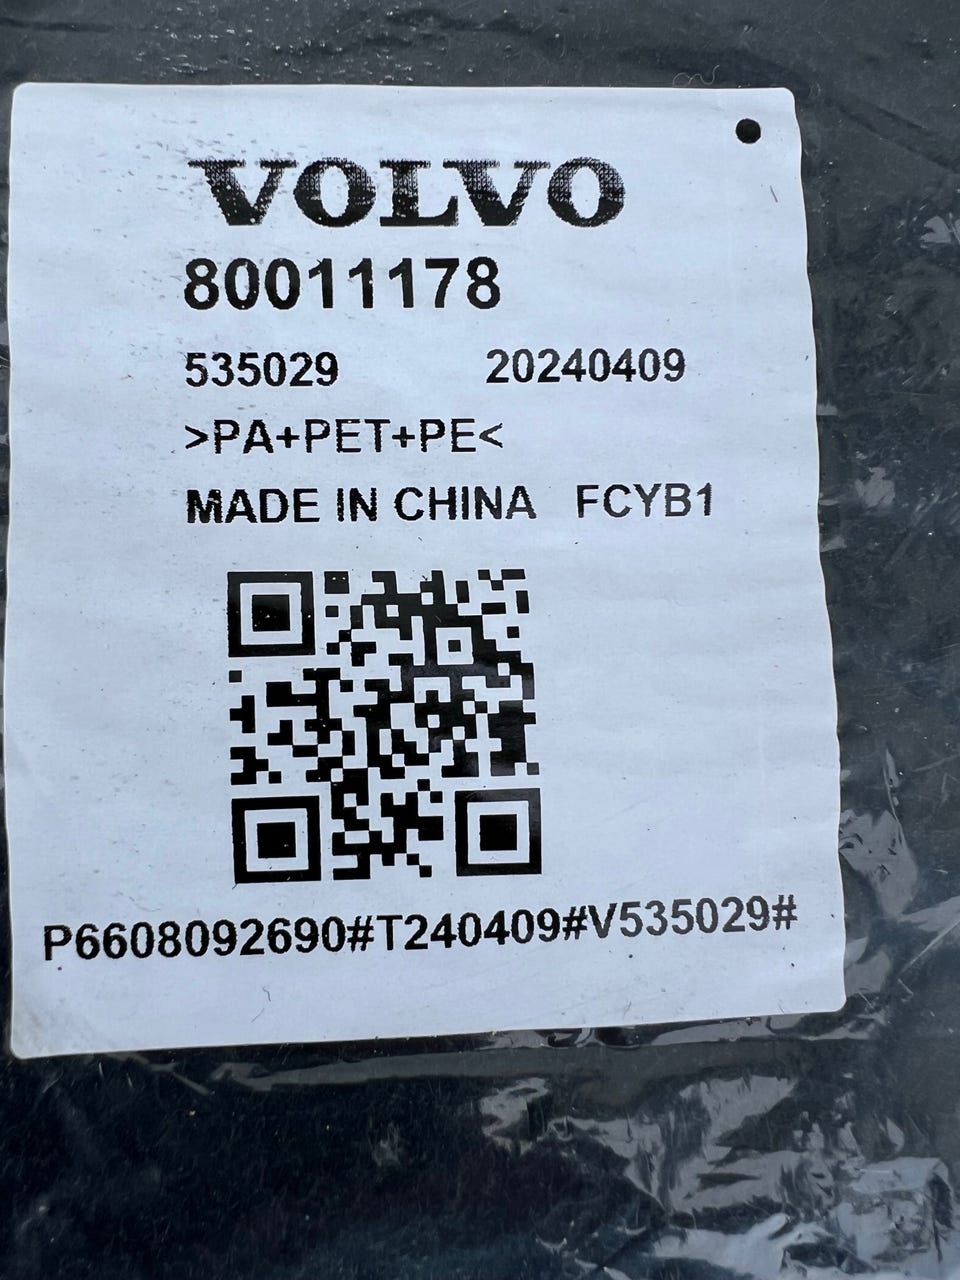 VOLVO
80011178
535029 20240409
>PA+PET+PE<
MADE IN CHINA FCYB1
P6608092690#T240409#V535029#